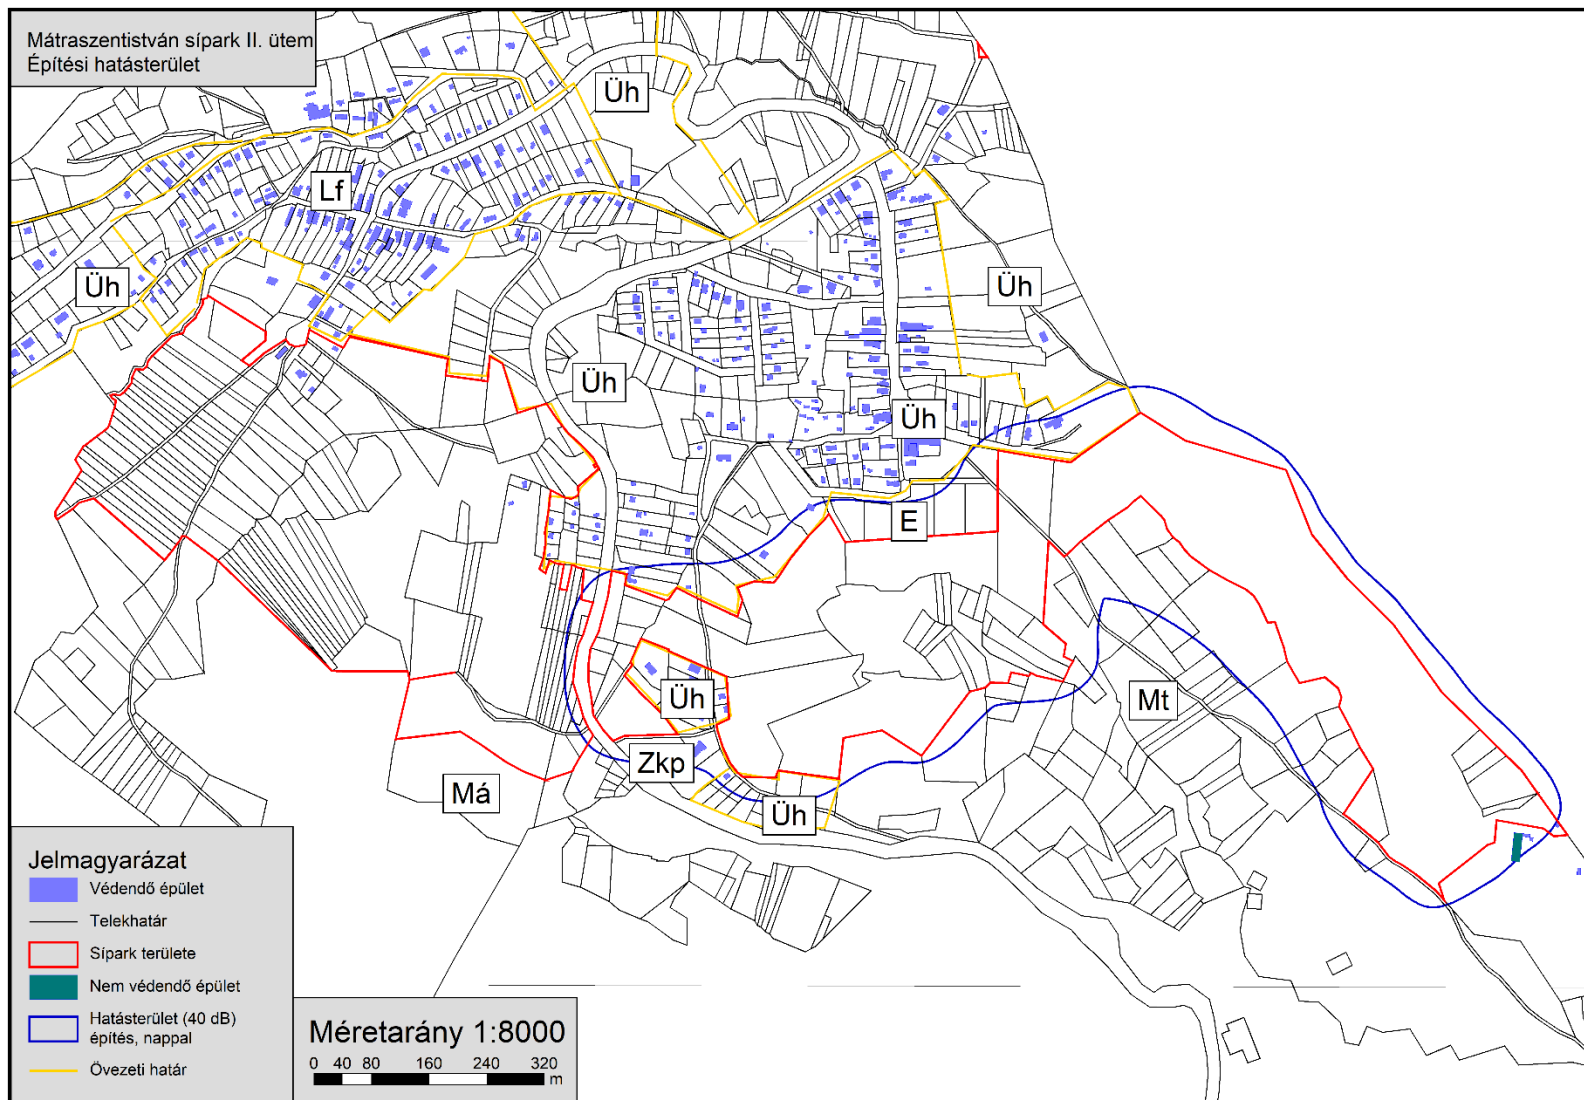 Mátraszentistván sípark II. ütem
Építési hatásterület
Üh
Lf
Üh
Üh
Üh
Üh
E
Üh
Mt
Zkp
Má
Üh
Jelmagyarázat
Védendő épület
Telekhatár
Sípark területe
Nem védendő épület
Hatásterület (40 dB)
építés, nappal
Övezeti határ
Méretarány 1:8000
0 40 80 160 240 320
m